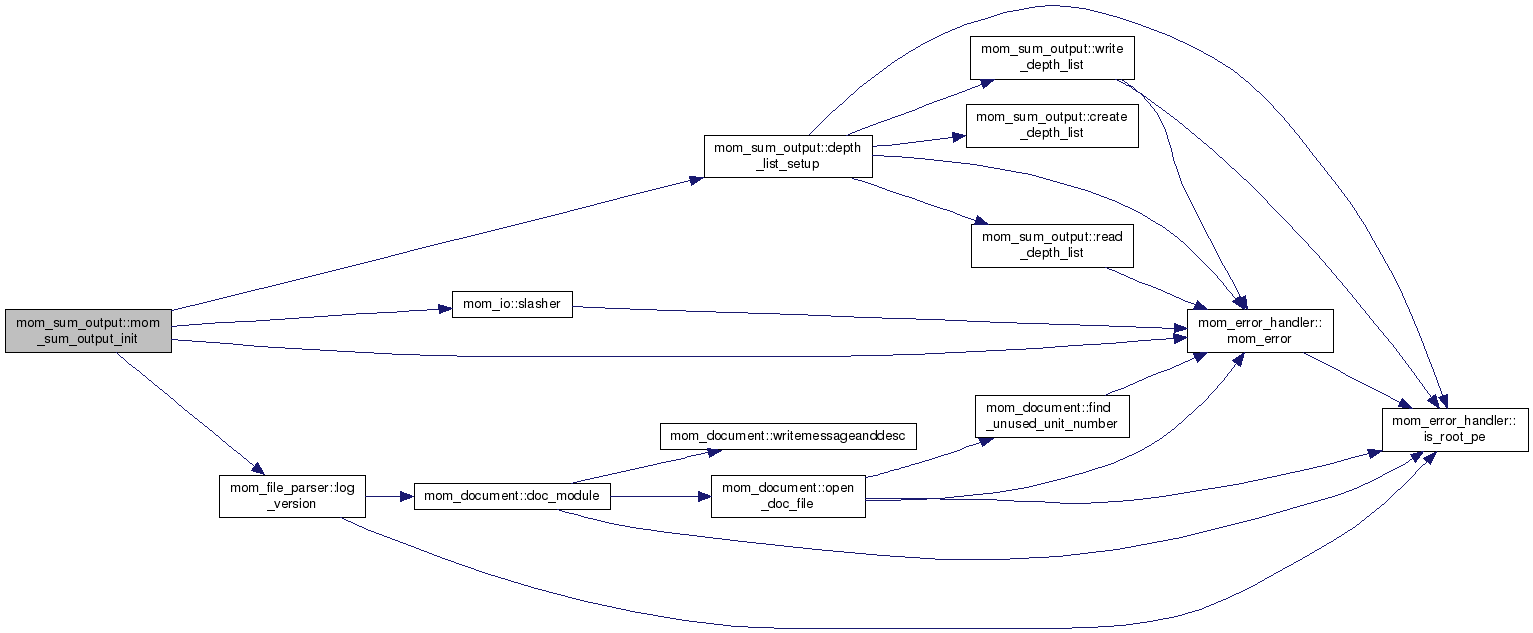 mom_sum_output::write
_depth_list
mom_sum_output::create
_depth_list
mom_sum_output::depth
_list_setup
mom_sum_output::read
_depth_list
mom_io::slasher
mom_sum_output::mom
_sum_output_init
mom_error_handler::
mom_error
mom_document::find
_unused_unit_number
mom_error_handler::
is_root_pe
mom_document::writemessageanddesc
mom_file_parser::log
_version
mom_document::doc_module
mom_document::open
_doc_file